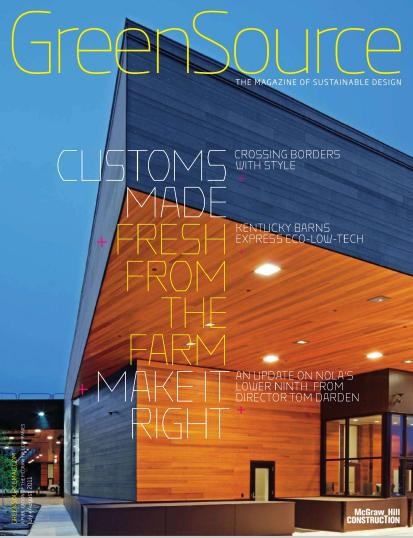 GreenSource
THE MAGAZINE OF SUSTAINABLE DESIGN
CUSTOMS
MADE
CROSSING BORDERS
WITH STYLE
+ FRESH
FROM
THE
FARM
KENTUCKY BARNS
EXPRESS ECO-LOW-TECH
+ MAKE IT
RIGHT
AN UPDATE ON NOLA'S
LOWER NINTH FROM
DIRECTOR TOM DARDEN
2011
McGraw_Hill
CONSTRUCTION